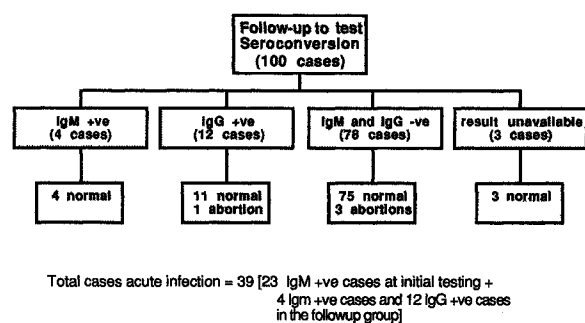 Follow-up to test
Seroconversion
(100 cases)
IgM +ve
(4 cases)
IgG +ve
(12 cases)
IgM and IgG -ve
(78 cases)
result unavailable
(3 cases)
4 normal
11 normal
1 abortion
75 normal
3 abortions
3 normal
Total cases acute infection = 39 [23 IgM +ve cases at initial testing +
4 Igm +ve cases and 12 IgG +ve cases
in the followup group]